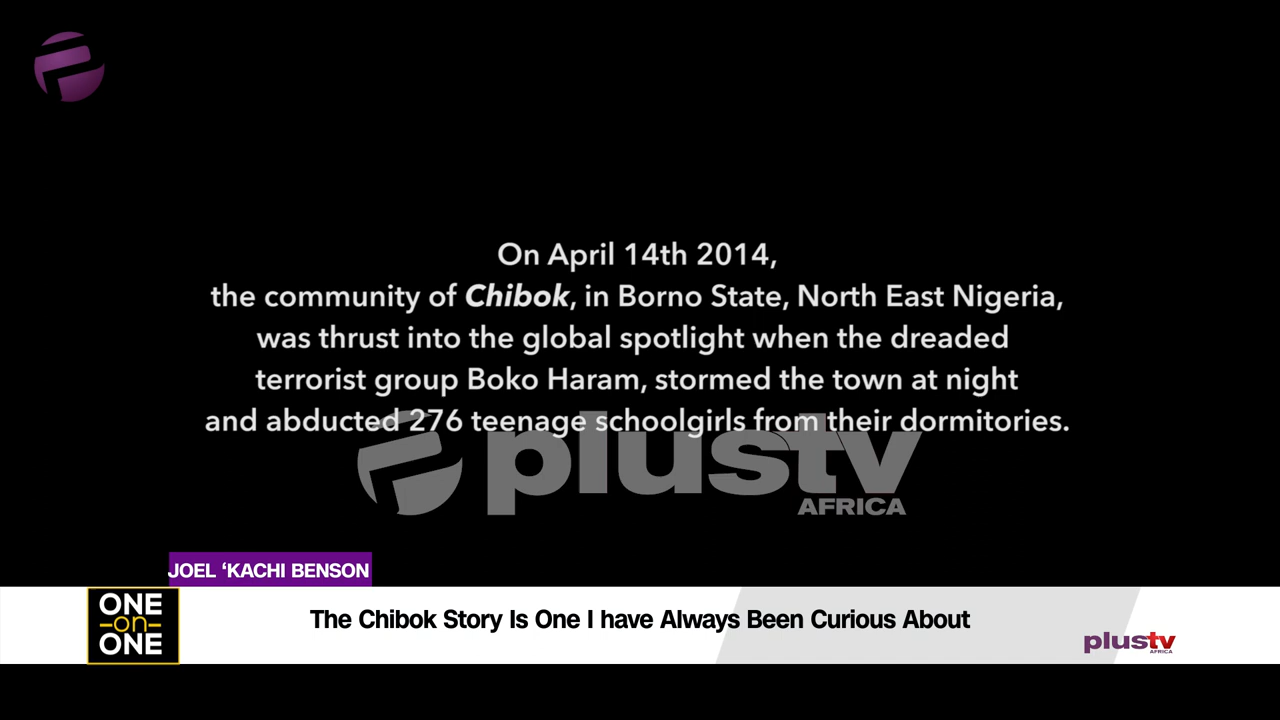 On April 14th 2014,
the community of Chibok, in Borno State, North East Nigeria,
was thrust into the global spotlight when the dreaded
terrorist group Boko Haram, stormed the town at night
and abducted 276 teenage schoolgirls from their dormitories.
plustv
AFRICA
JOEL ‘KACHI BENSON
ONE
-on-
ONE
The Chibok Story Is One I have Always Been Curious About
plustv
AFRICA